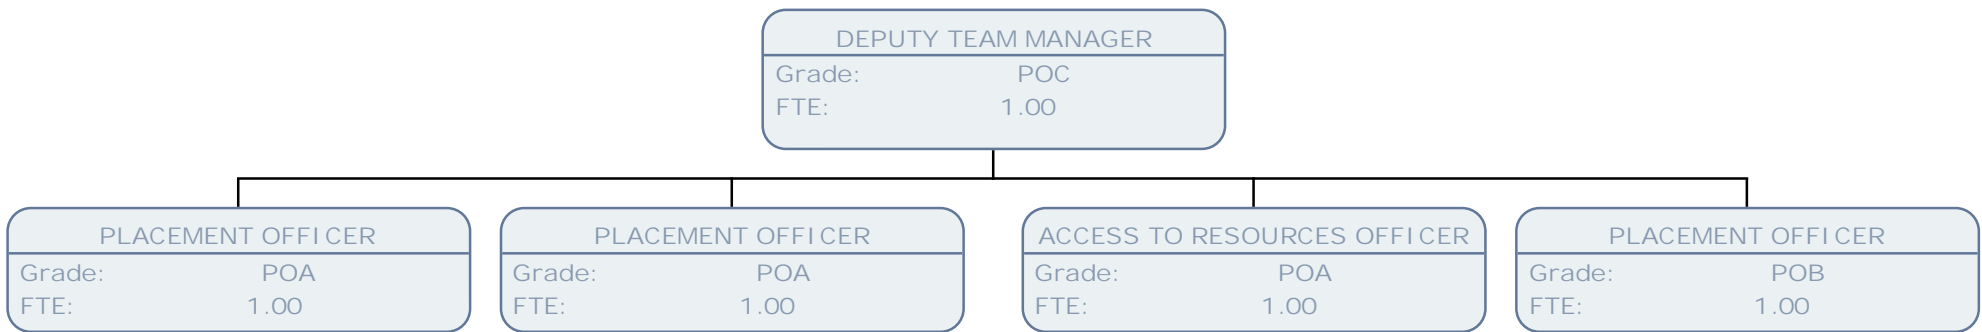 DEPUTY TEAM MANAGER
Grade: POC
FTE: 1.00
PLACEMENT OFFICER
Grade: POA
FTE: 1.00
PLACEMENT OFFICER
Grade: POA
FTE: 1.00
ACCESS TO RESOURCES OFFICER
Grade: POA
FTE: 1.00
PLACEMENT OFFICER
Grade: POB
FTE: 1.00